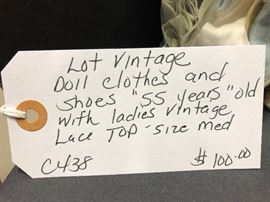 Lot Vintage
Doll clothes and
shoes "55 years" old
with ladies vintage
Lace TOP - size med
C438 $100.00